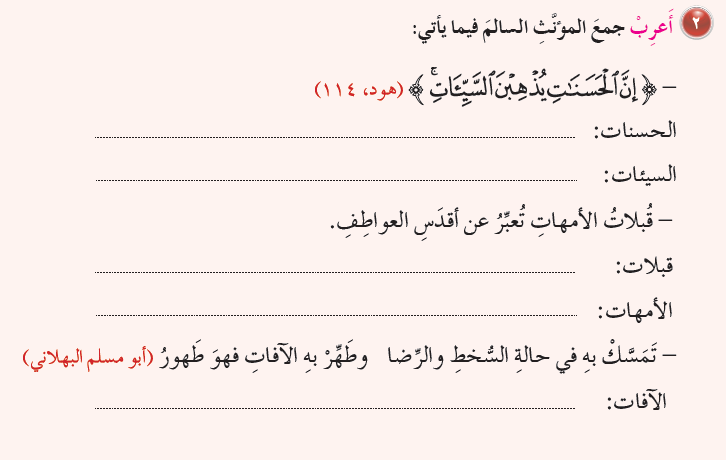 ٢ أَعرِبْ جمعَ المؤنَّثِ السالمَ فيما يأتي:
– ﴿ إِنَّ ٱلْحَسَنَٰتِ يُذْهِبْنَ ٱلسَّيِّـَٔاتِۚ ﴾ (هود، ١١٤)
الحسنات: ........................................
السيئات: ........................................
– قُبلاتُ الأمهاتِ تُعبِّرُ عن أقدَسِ العواطِفِ.
قبلات: ........................................
الأمهات: ........................................
– تَمَسَّكْ بهِ في حالةِ السُّخطِ والرِّضا وطَهِّرْ بهِ الآفاتِ فهوَ طَهورُ (أبو مسلم البهلاني)
الآفات: ........................................